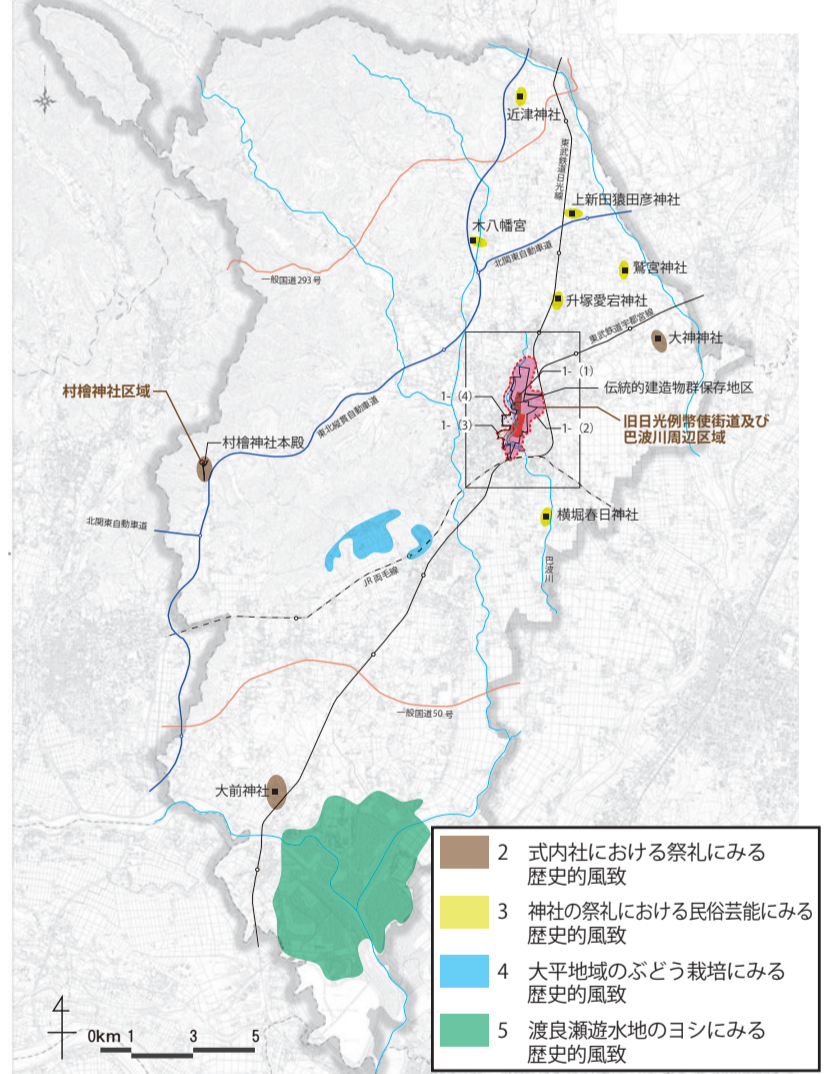 近津神社
東武鉄道日光線
上新田猿田彦神社
木八幡宮
北関東自動車道
鷲宮神社
一般国道293号
升塚愛宕神社
東武鉄道宇都宮線
大神神社
1-(1)
伝統的建造物群保存地区
1-(4)
村檜神社区域
東北縦貫自動車道
旧日光例幣使街道及び
巴波川周辺区域
1-(3)
1-(2)
村檜神社本殿
横堀春日神社
北関東自動車道
巴波川
JR両毛線
一般国道50号
大前神社
2 式内社における祭礼にみる
歴史的風致
3 神社の祭礼における民俗芸能にみる
歴史的風致
4 大平地域のぶどう栽培にみる
歴史的風致
5 渡良瀬遊水地のヨシにみる
歴史的風致
0km 1 3 5